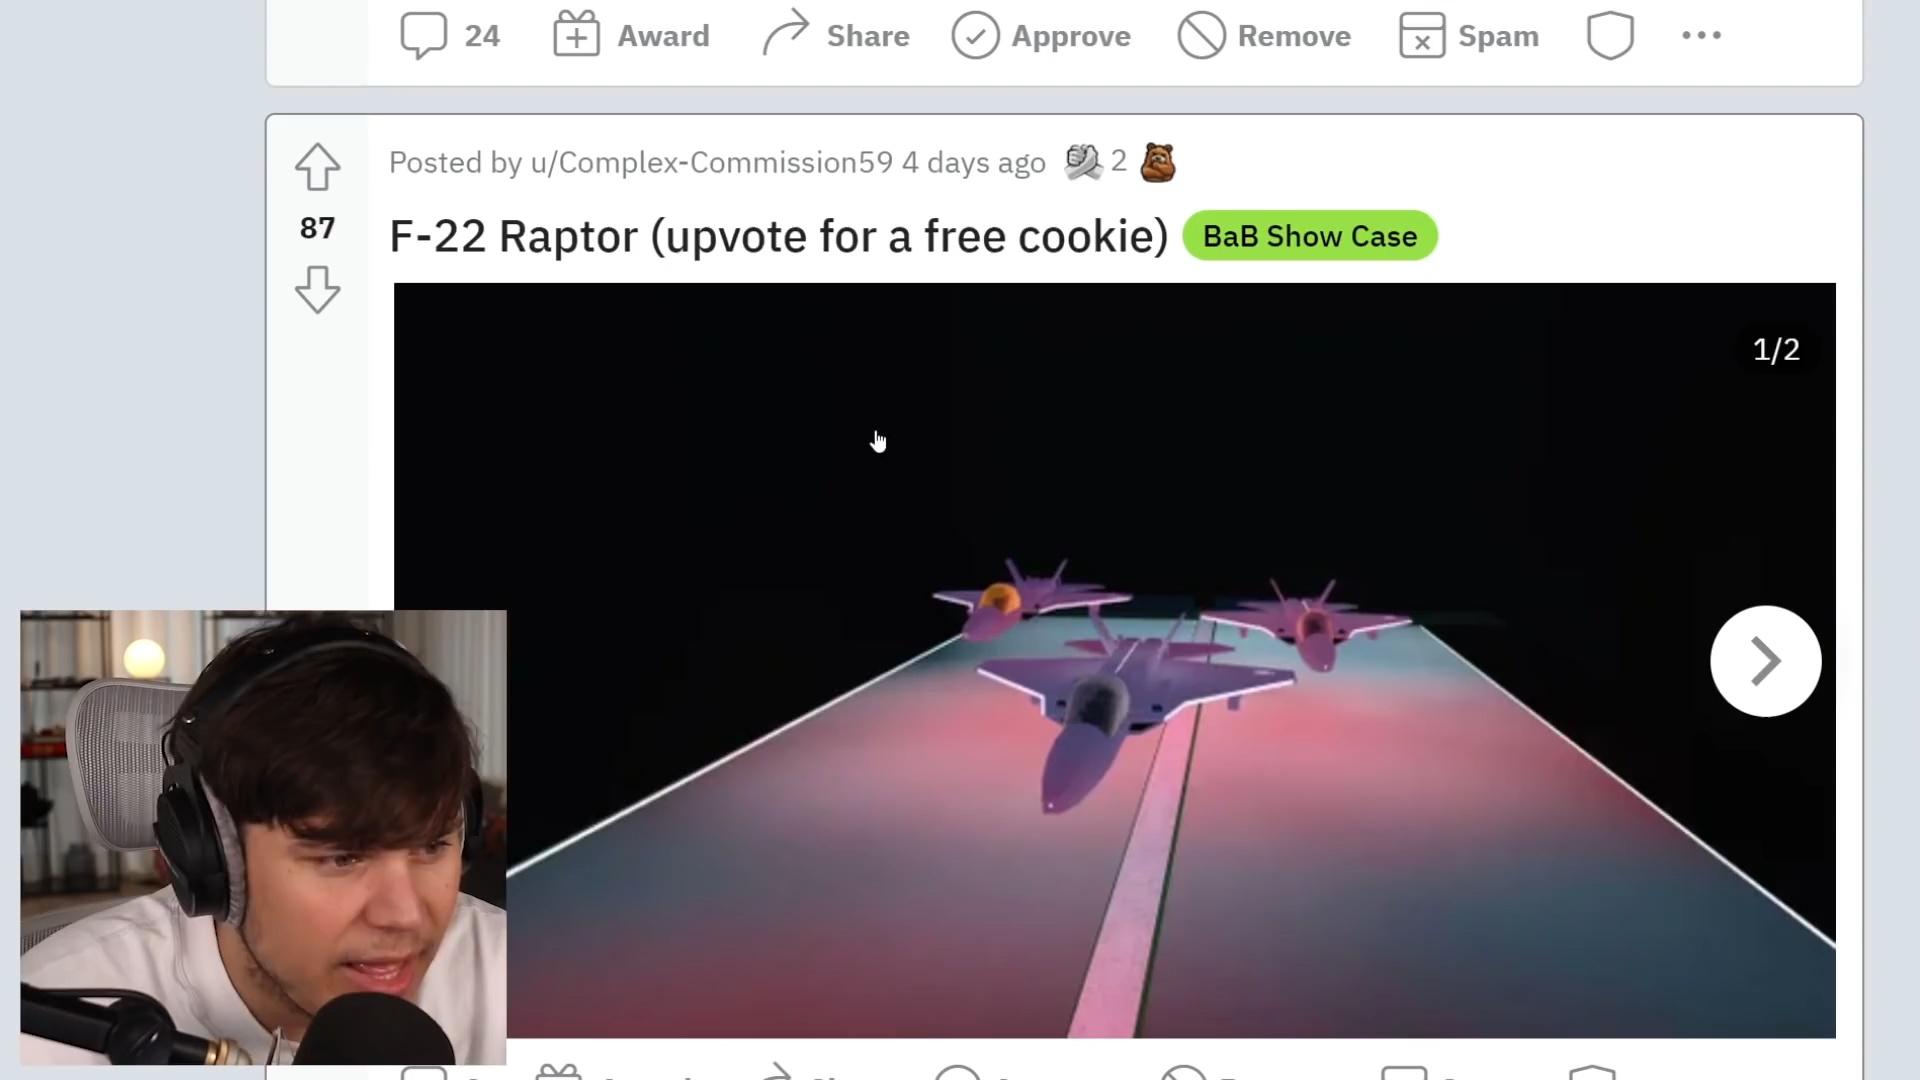 24 Award Share Approve Remove Spam
Posted by u/Complex-Commission59 4 days ago 2
87
F-22 Raptor (upvote for a free cookie) BaB Show Case
1/2